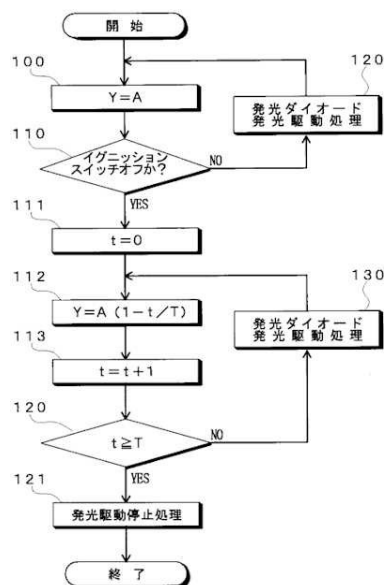 開始
100
Y=A
120
発光ダイオード
発光駆動処理
110
イグニッション
スイッチオフか?
NO
YES
111
t=0
112
Y=A(1-t/T)
130
発光ダイオード
発光駆動処理
113
t=t+1
120
t≧T
NO
YES
121
発光駆動停止処理
終了